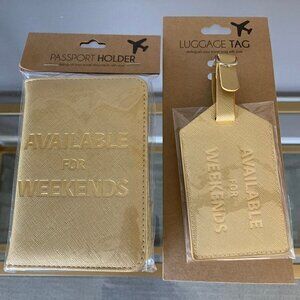 PASSPORT HOLDER
AVAILABLE
FOR
WEEKENDS
LUGGAGE TAG
AVAILABLE
FOR
WEEKENDS